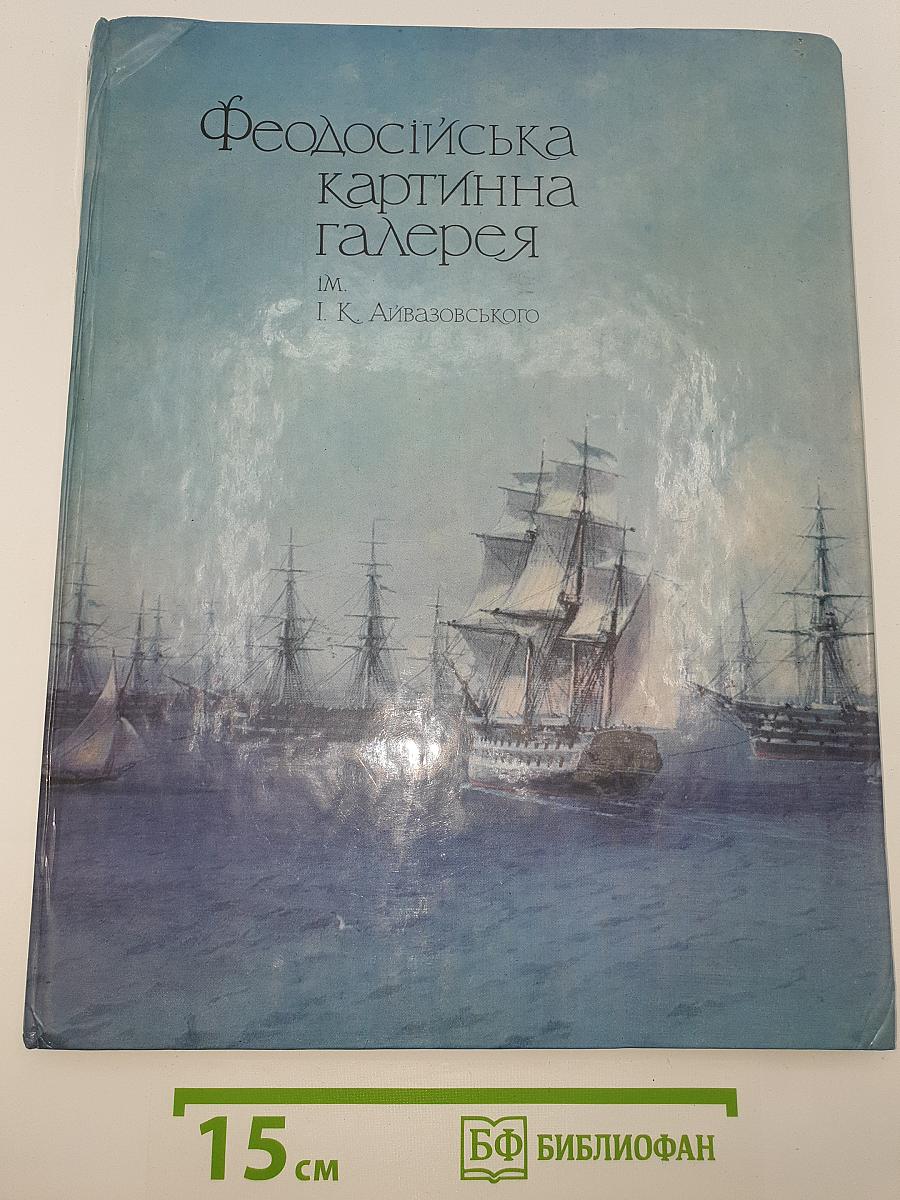 Феодосійська
картинна
галерея
ім.
І. К. Айвазовського
15 см
БФ БИБЛИОФАН